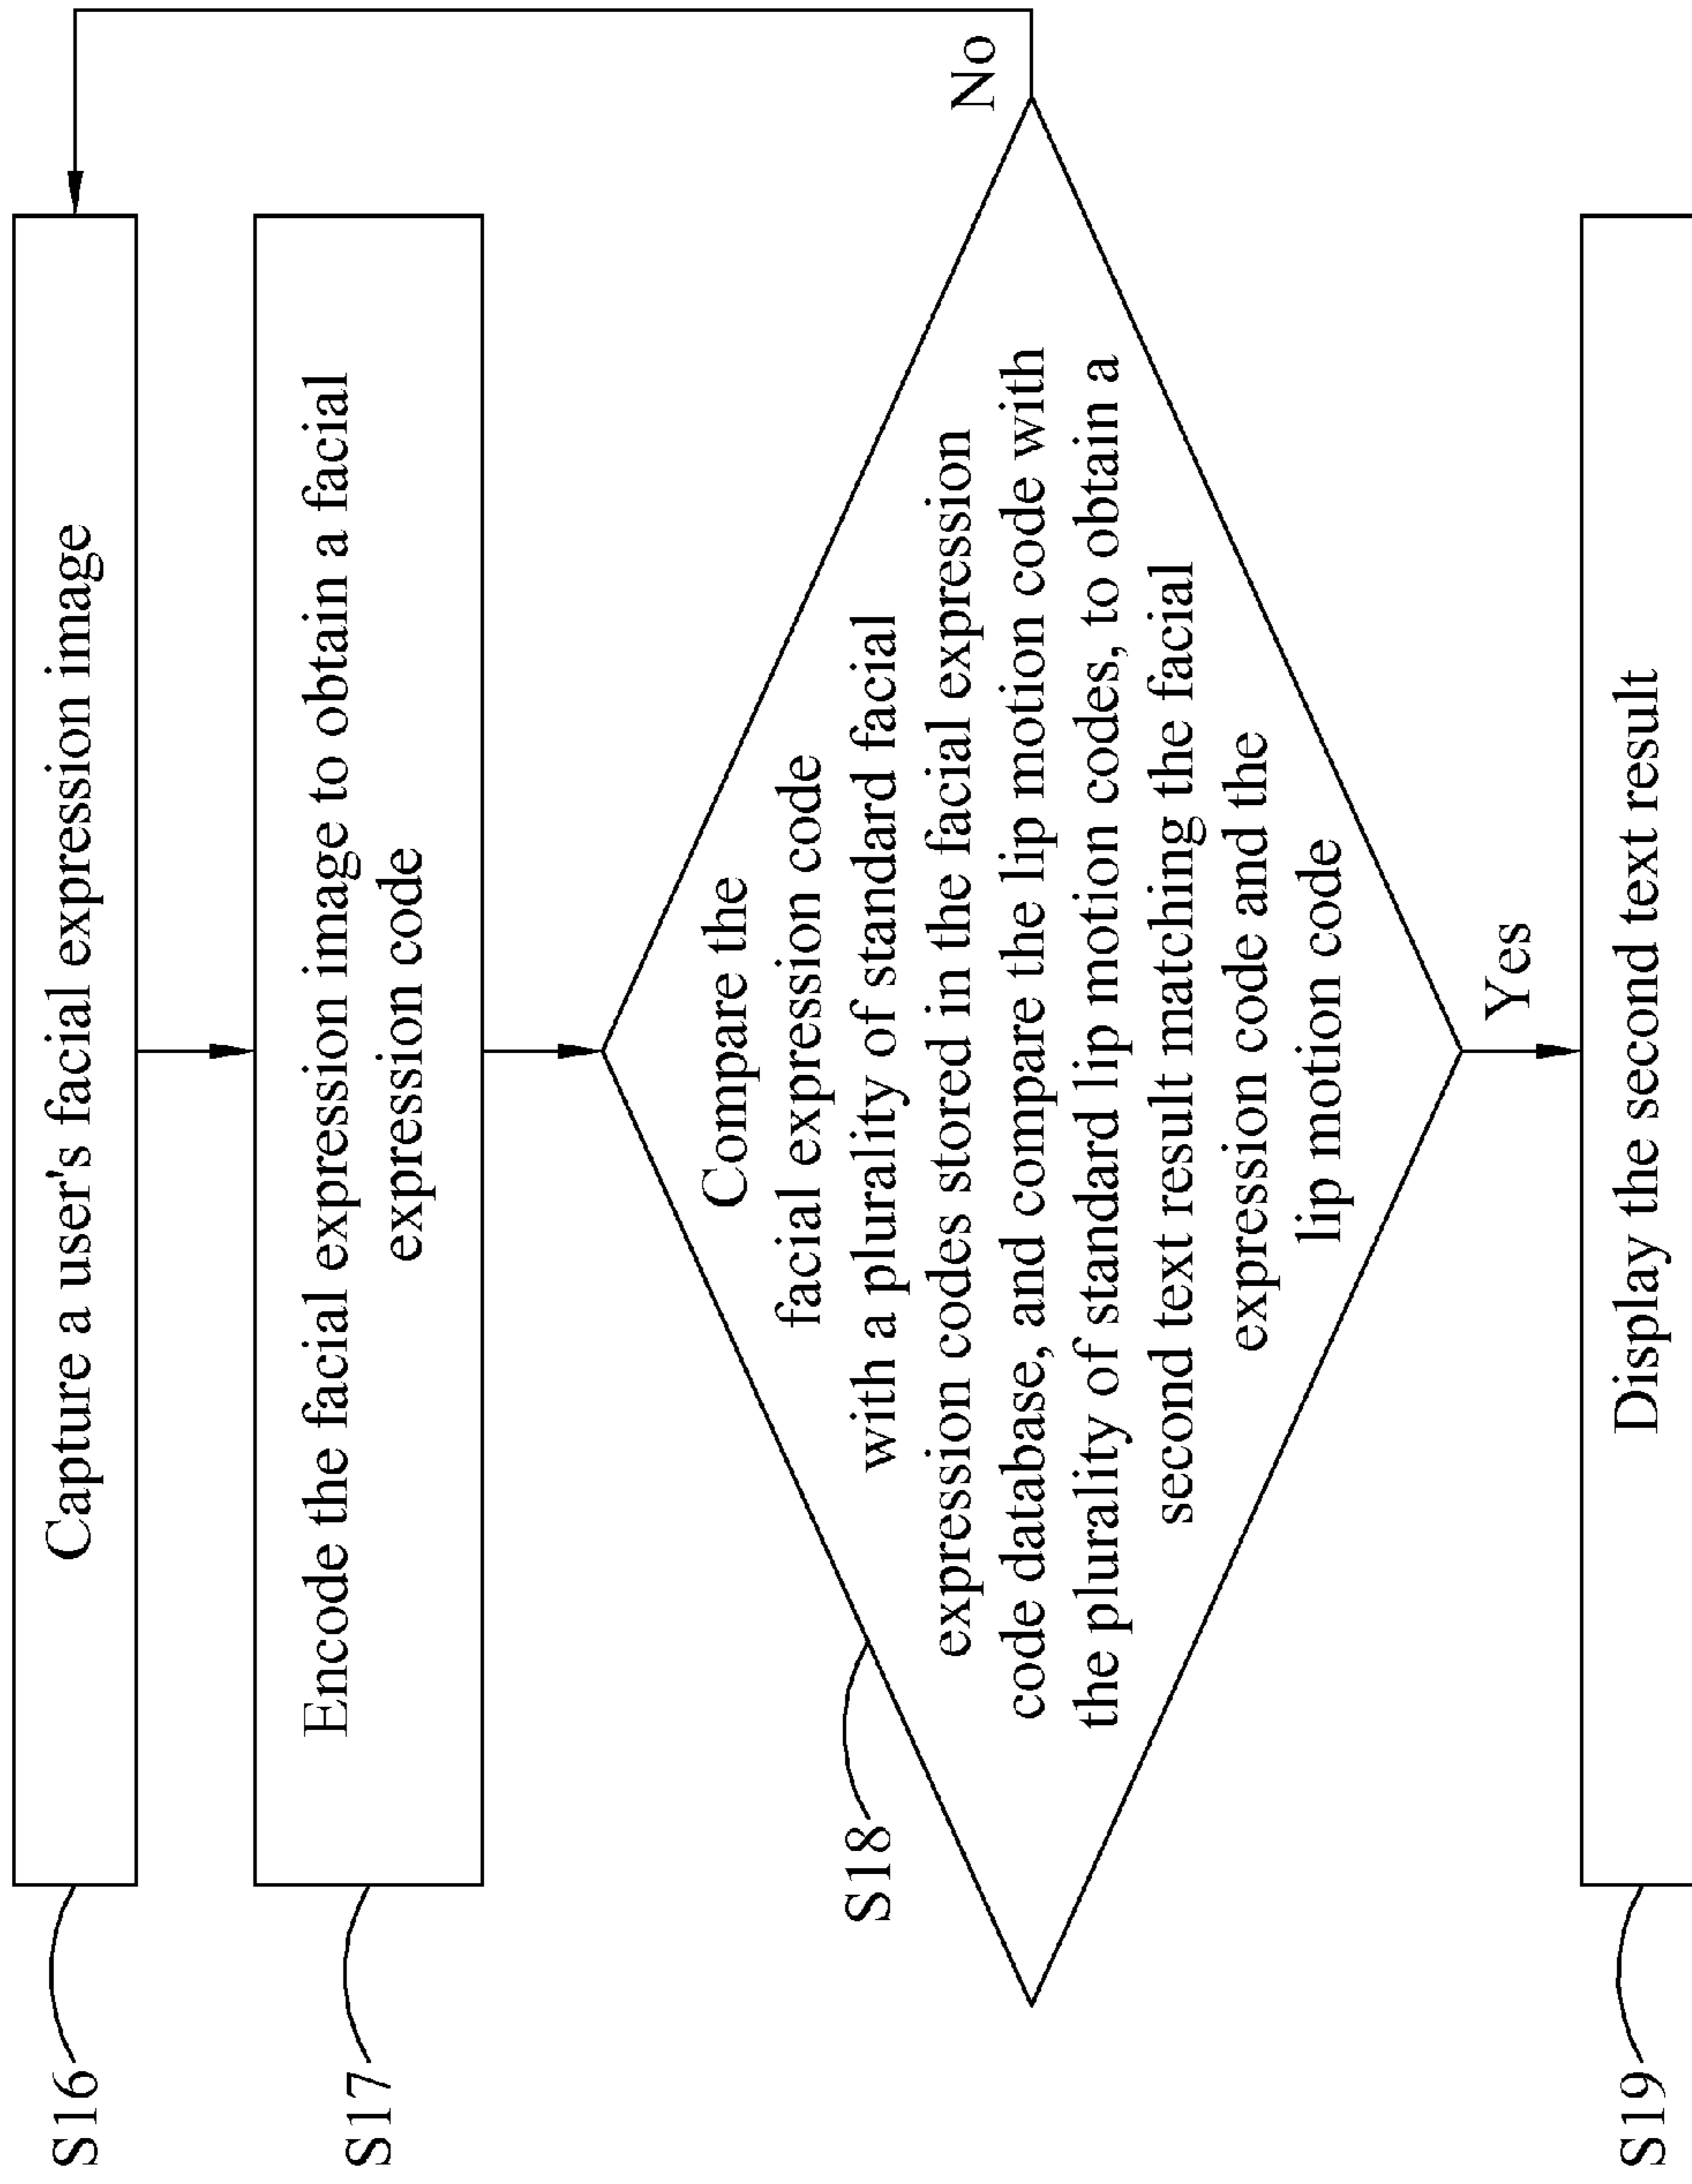 S16
Capture a user's facial expression image
S17
Encode the facial expression image to obtain a facial
expression code
S18
Compare the
facial expression code
with a plurality of standard facial
expression codes stored in the facial expression
code database, and compare the lip motion code with
the plurality of standard lip motion codes, to obtain a
second text result matching the facial
expression code and the
lip motion code
No
Yes
S19
Display the second text result